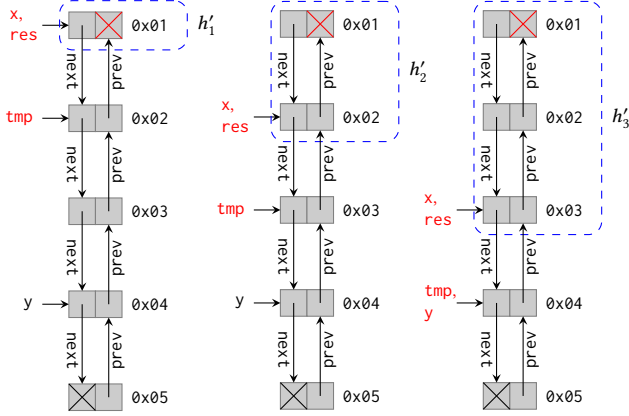 x,
res
0x01
h′₁
next
prev
tmp
0x02
next
prev
0x03
next
prev
y
0x04
next
prev
0x05
0x01
h′₂
next
prev
x,
res
0x02
next
prev
tmp
0x03
next
prev
y
0x04
next
prev
0x05
0x01
next
prev
0x02
h′₃
next
prev
x,
res
0x03
next
prev
tmp,
y
0x04
next
prev
0x05